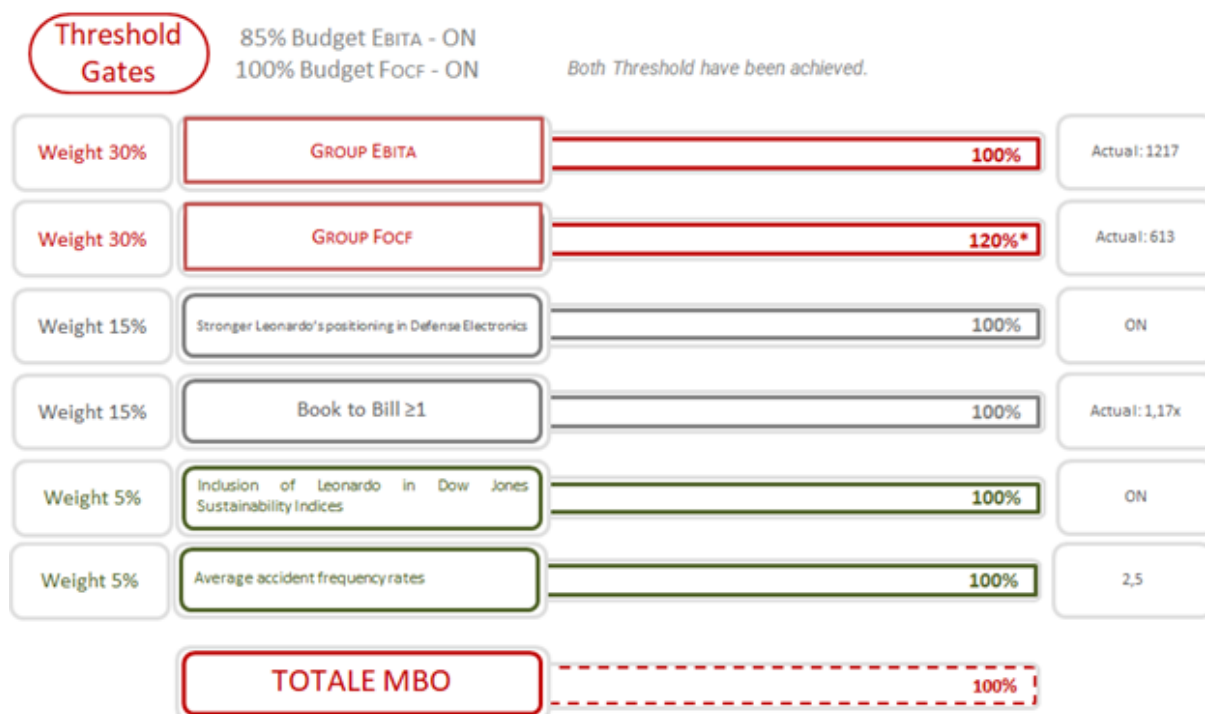 Threshold
Gates
85% Budget EBITA - ON
100% Budget FOCF - ON
Both Threshold have been achieved.
Weight 30%
GROUP EBITA
100%
Actual: 1217
Weight 30%
GROUP FOCF
120%*
Actual: 613
Weight 15%
Stronger Leonardo's positioning in Defense Electronics
100%
ON
Weight 15%
Book to Bill ≥1
100%
Actual: 1,17x
Weight 5%
Inclusion of Leonardo in Dow Jones
Sustainability Indices
100%
ON
Weight 5%
Average accident frequency rates
100%
2,5
TOTALE MBO
100%